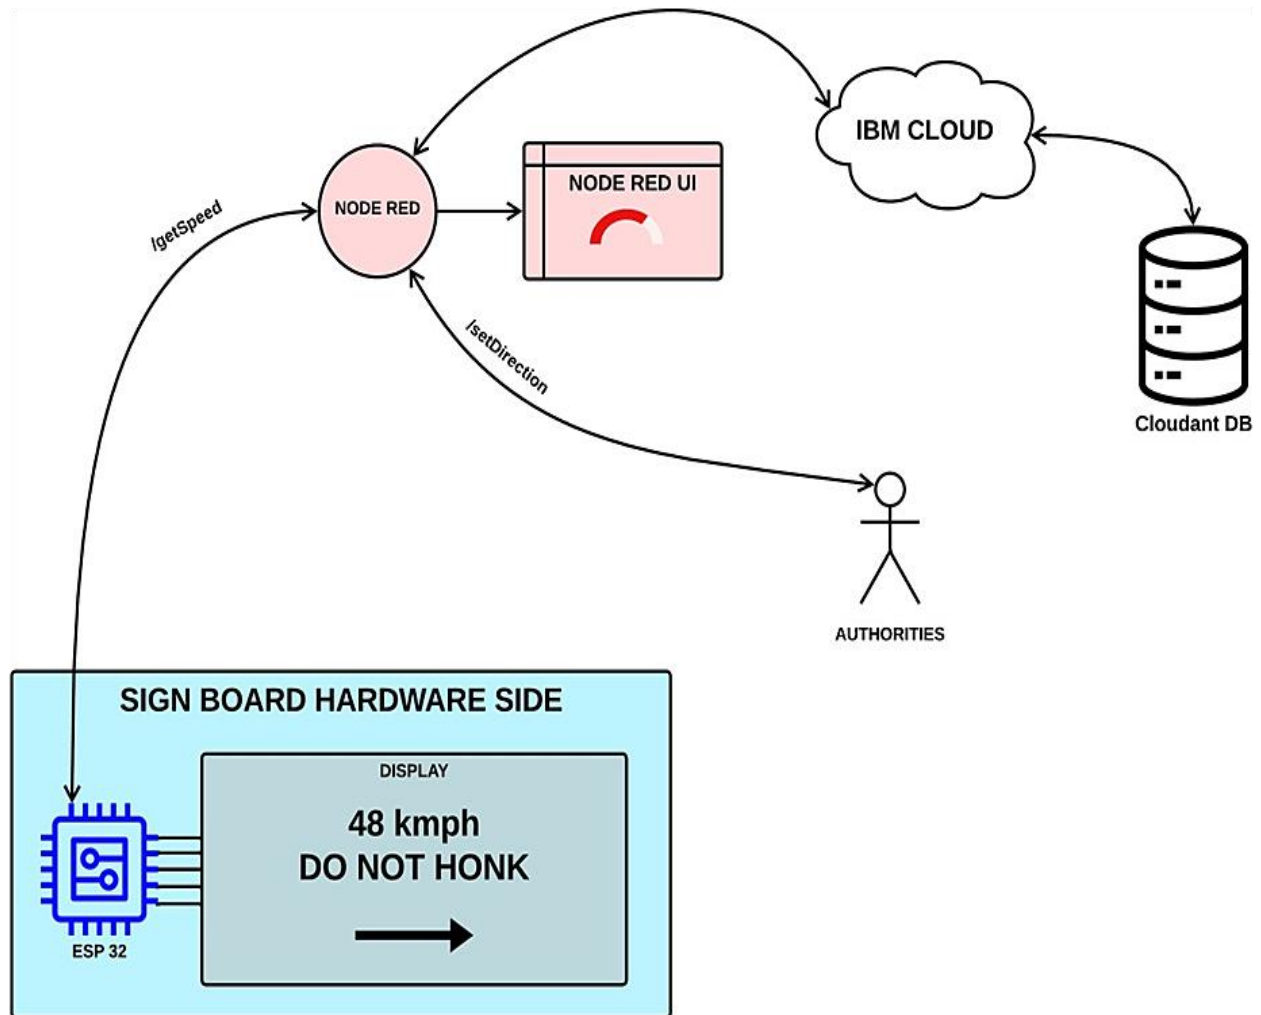 IBM CLOUD
NODE RED UI
NODE RED
/getSpeed
/setDirection
Cloudant DB
AUTHORITIES
SIGN BOARD HARDWARE SIDE
DISPLAY
48 kmph
DO NOT HONK
ESP 32